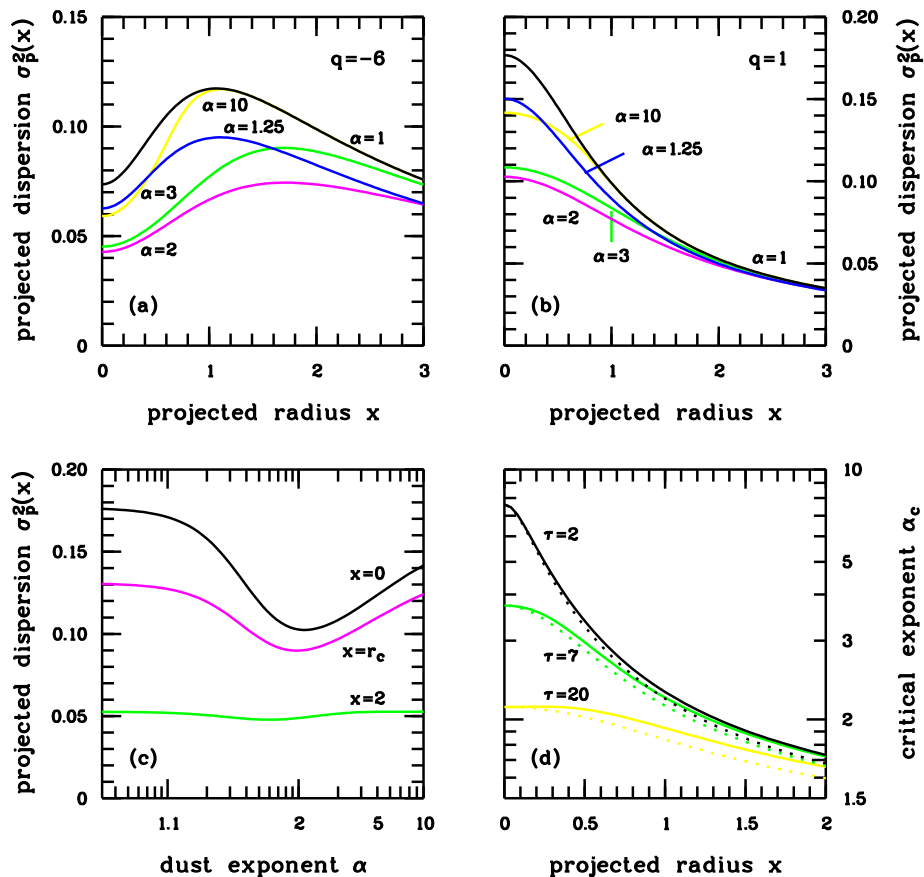 0.15
0.10
0.05
0
projected dispersion σ²ₚ(x)
q=−6
α=10
α=1.25
α=1
α=3
α=2
(a)
0
1
2
3
projected radius x
q=1
α=10
α=1.25
α=2
α=3
α=1
(b)
0.20
0.15
0.10
0.05
0
projected dispersion σ²ₚ(x)
0
1
2
3
projected radius x
0.20
0.15
0.10
0.05
0
projected dispersion σ²ₚ(x)
x=0
x=r_c
x=2
(c)
1.1
2
5
10
dust exponent α
τ=2
τ=7
τ=20
(d)
10
5
3
2
1.5
critical exponent α_c
0
0.5
1
1.5
2
projected radius x